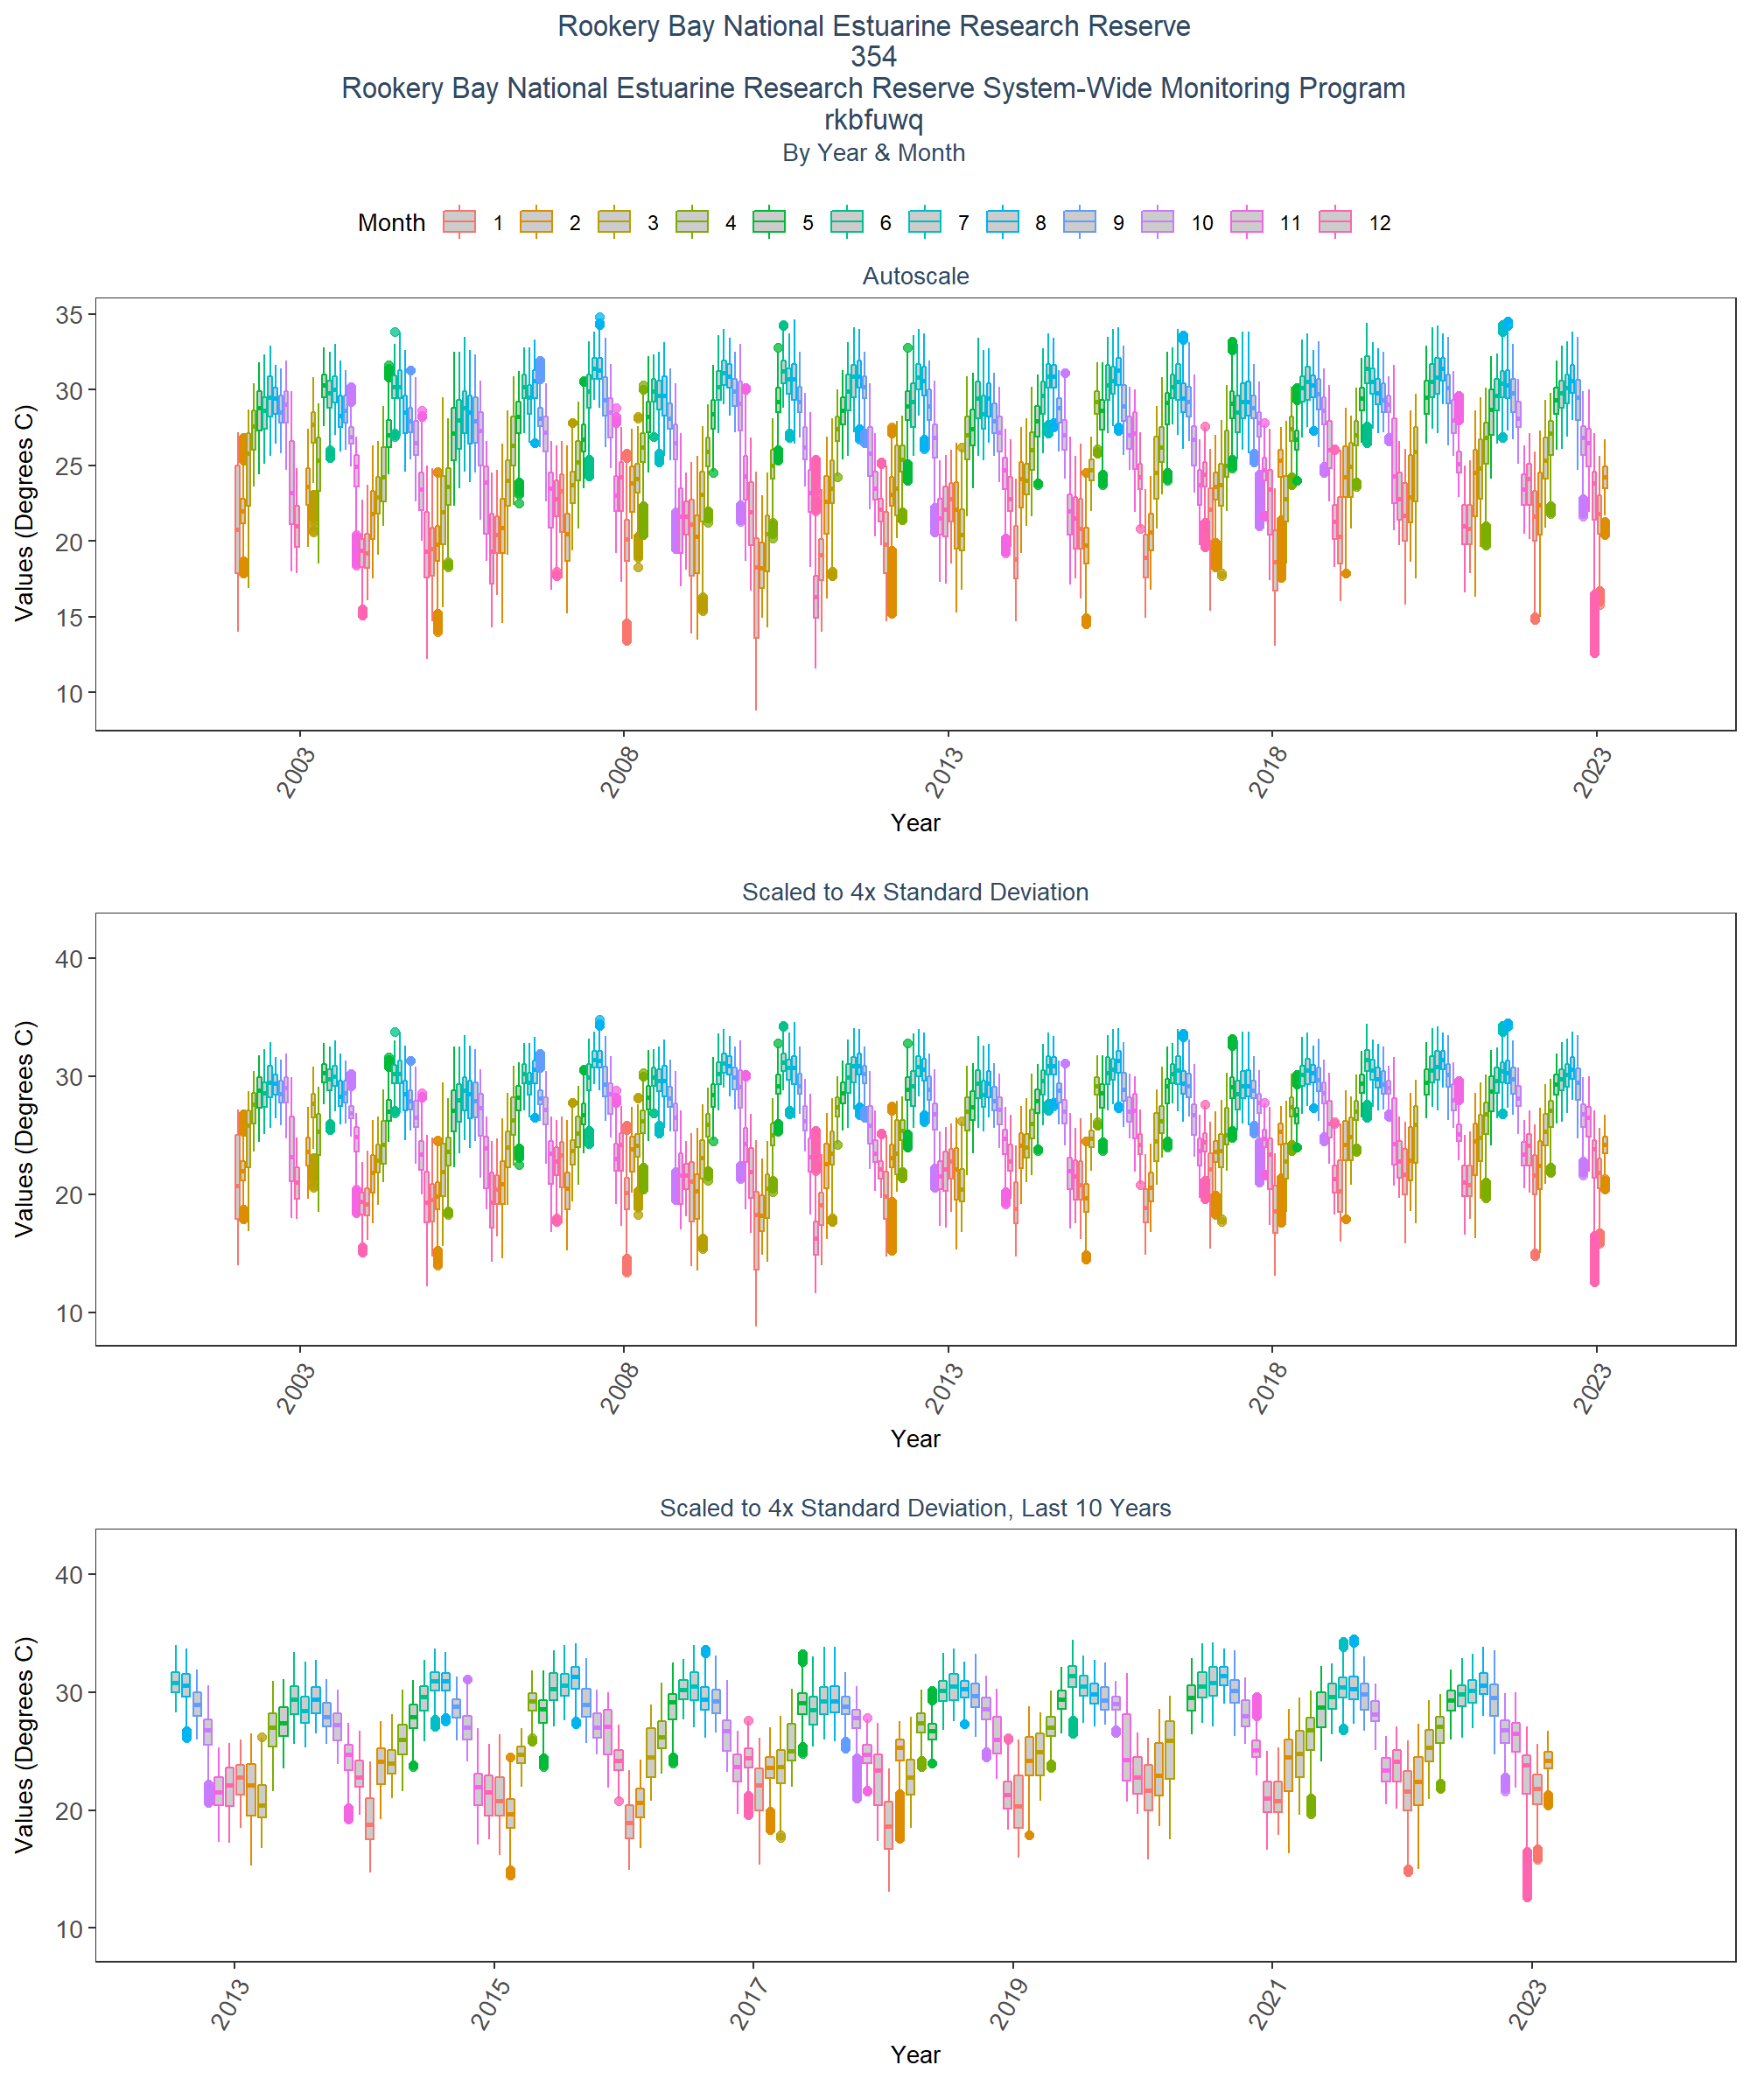 Rookery Bay National Estuarine Research Reserve
354
Rookery Bay National Estuarine Research Reserve System-Wide Monitoring Program
rkbfuwq
By Year & Month
Month 1 2 3 4 5 6 7 8 9 10 11 12
Autoscale
35
30
25
20
15
10
Values (Degrees C)
2003 2008 2013 2018 2023
Year
Scaled to 4x Standard Deviation
40
30
20
10
Values (Degrees C)
2003 2008 2013 2018 2023
Year
Scaled to 4x Standard Deviation, Last 10 Years
40
30
20
10
Values (Degrees C)
2013 2015 2017 2019 2021 2023
Year